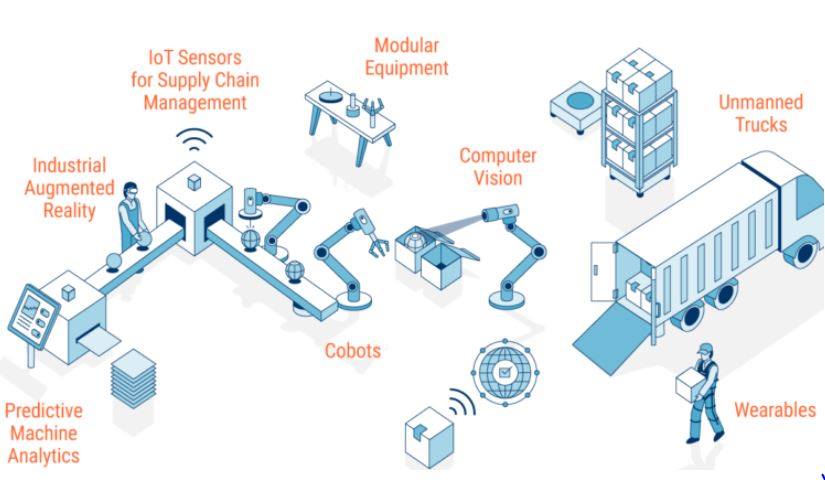 IoT Sensors
for Supply Chain
Management
Modular
Equipment
Unmanned
Trucks
Industrial
Augmented
Reality
Computer
Vision
Cobots
Predictive
Machine
Analytics
Wearables